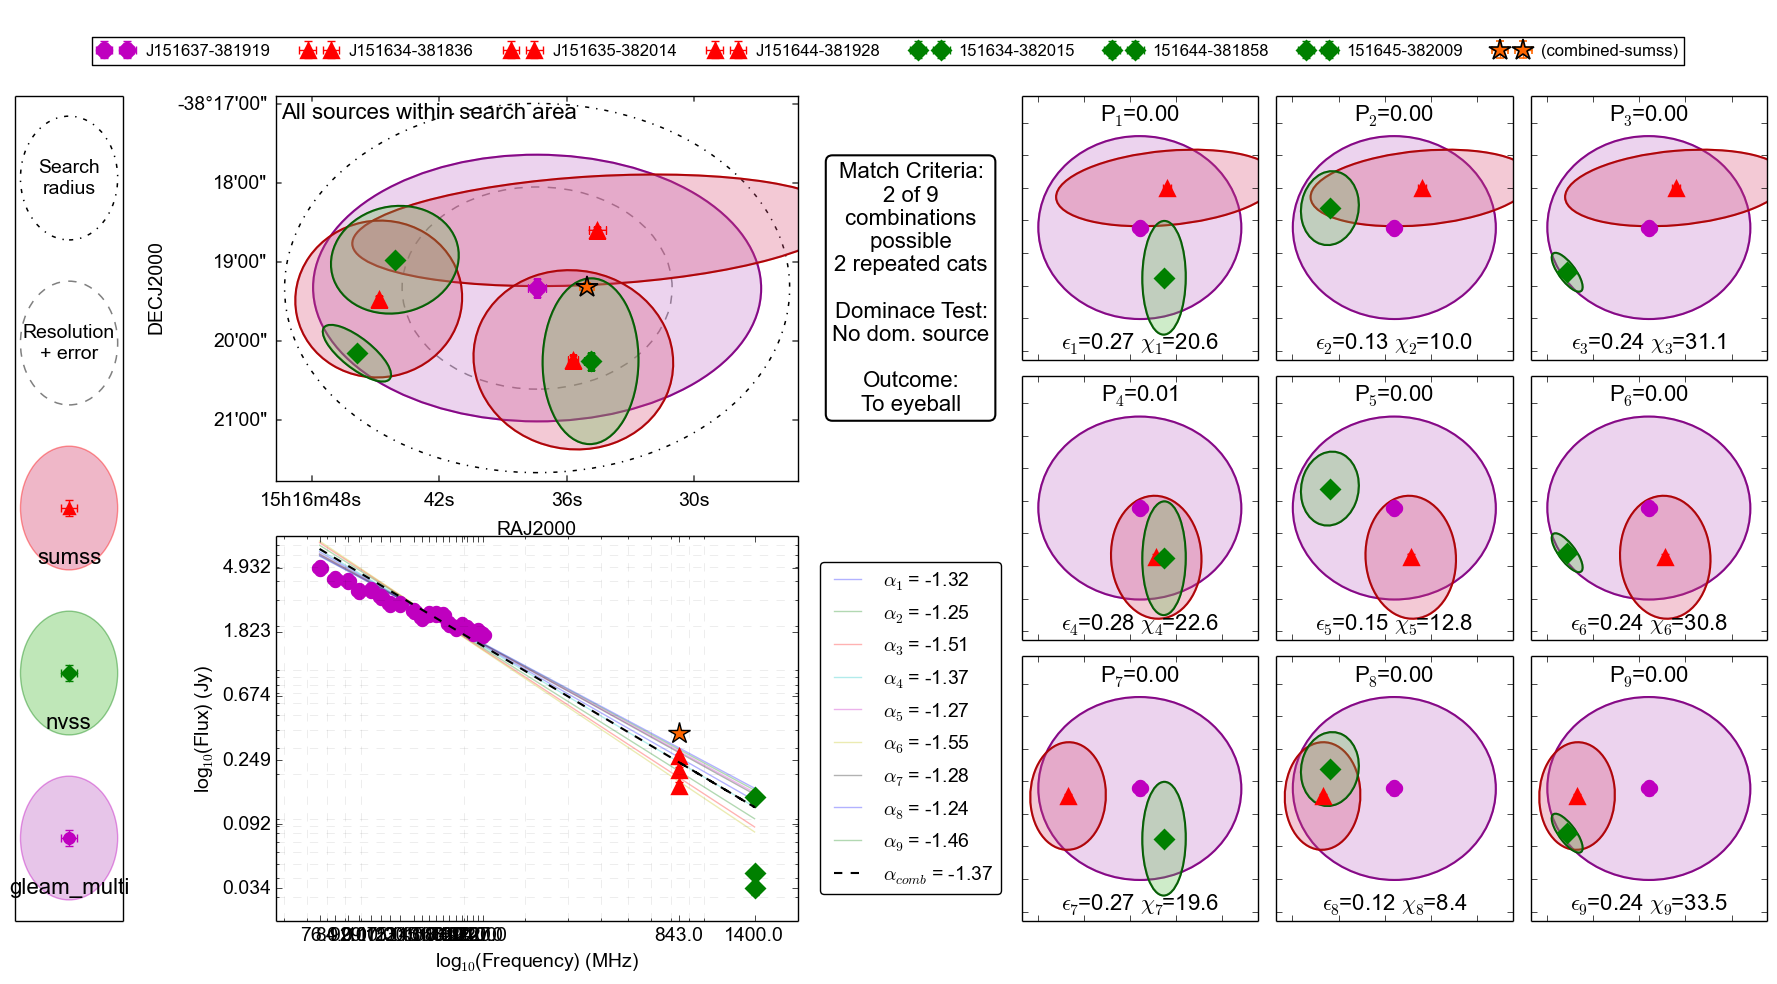 J151637-381919 J151634-381836 J151635-382014 J151644-381928 151634-382015 151644-381858 151645-382009 (combined-sumss)
Search
radius
Resolution
+ error
sumss
nvss
gleam_multi
All sources within search area
-38°17'00"
18'00"
19'00"
20'00"
21'00"
DECJ2000
15h16m48s 42s 36s 30s
RAJ2000
Match Criteria:
2 of 9
combinations
possible
2 repeated cats
Dominace Test:
No dom. source
Outcome:
To eyeball
4.932
1.823
0.674
0.249
0.092
0.034
log10(Flux) (Jy)
843.0 1400.0
log10(Frequency) (MHz)
α1 = -1.32
α2 = -1.25
α3 = -1.51
α4 = -1.37
α5 = -1.27
α6 = -1.55
α7 = -1.28
α8 = -1.24
α9 = -1.46
αcomb = -1.37
P1=0.00
ϵ1=0.27 χ1=20.6
P2=0.00
ϵ2=0.13 χ2=10.0
P3=0.00
ϵ3=0.24 χ3=31.1
P4=0.01
ϵ4=0.28 χ4=22.6
P5=0.00
ϵ5=0.15 χ5=12.8
P6=0.00
ϵ6=0.24 χ6=30.8
P7=0.00
ϵ7=0.27 χ7=19.6
P8=0.00
ϵ8=0.12 χ8=8.4
P9=0.00
ϵ9=0.24 χ9=33.5